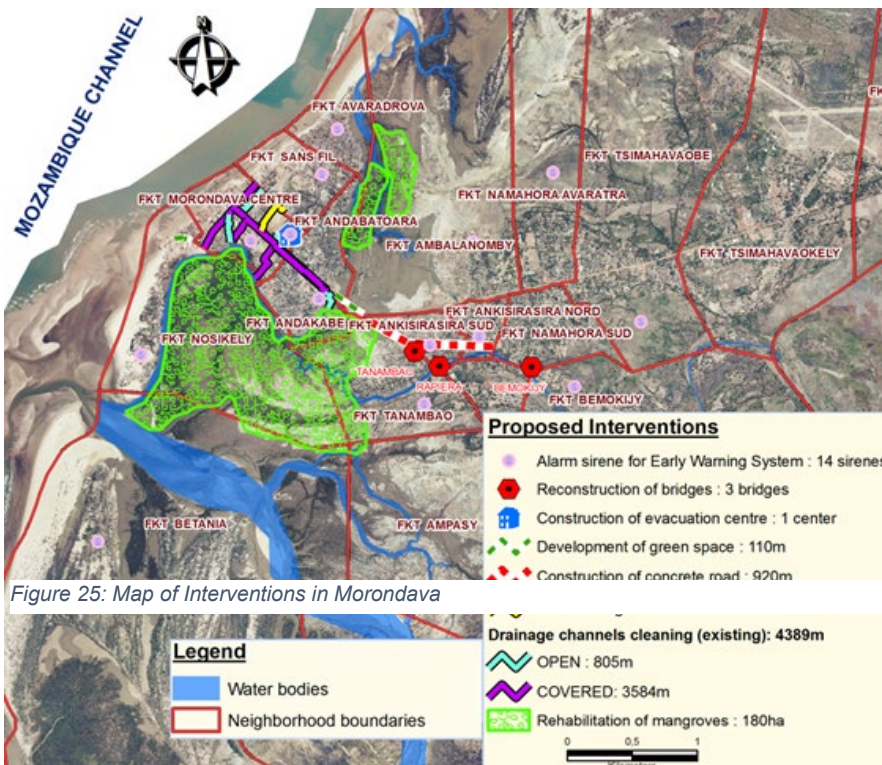 MOZAMBIQUE CHANNEL
FKT AVARADROVA
FKT SANS FIL
FKT TSIMAHAVAOBE
FKT MORONDAVA CENTRE
FKT NAMAHORA AVARATRA
FKT ANDABATOARA
FKT AMBALANOMBY
FKT TSIMAHAVAOKELY
FKT ANKISIRASIRA NORD
FKT ANDAKABE
FKT ANKISIRASIRA SUD
FKT NAMAHORA SUD
FKT NOSIKELY
TANAMBAO
RAPIERA
BEMOKIJY
FKT BEMOKIJY
FKT TANAMBAO
FKT BETANIA
FKT AMPASY
Proposed Interventions
Alarm sirene for Early Warning System : 14 sirenes
Reconstruction of bridges : 3 bridges
Construction of evacuation centre : 1 center
Development of green space : 110m
Construction of concrete road : 920m
Figure 25: Map of Interventions in Morondava
Drainage channels cleaning (existing): 4389m
OPEN : 805m
COVERED: 3584m
Rehabilitation of mangroves : 180ha
0 0,5 1
Legend
Water bodies
Neighborhood boundaries